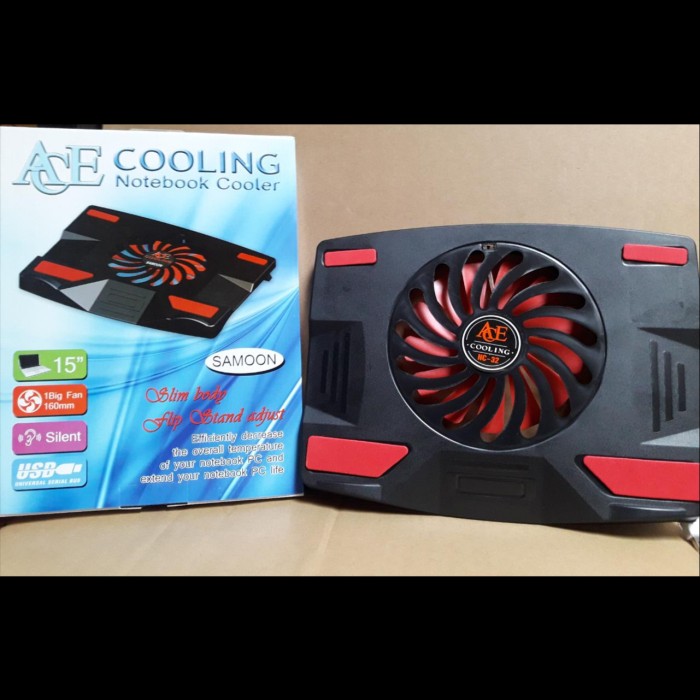 ACE COOLING
Notebook Cooler
ACE
15"
1Big Fan
160mm
Silent
USB
UNIVERSAL SERIAL BUS
SAMOON
Slim body
Flip Stand adjust
Efficiently decrease
the overall temperature
of your notebook PC and
extend your notebook PC life
ACE
COOLING
NC-32